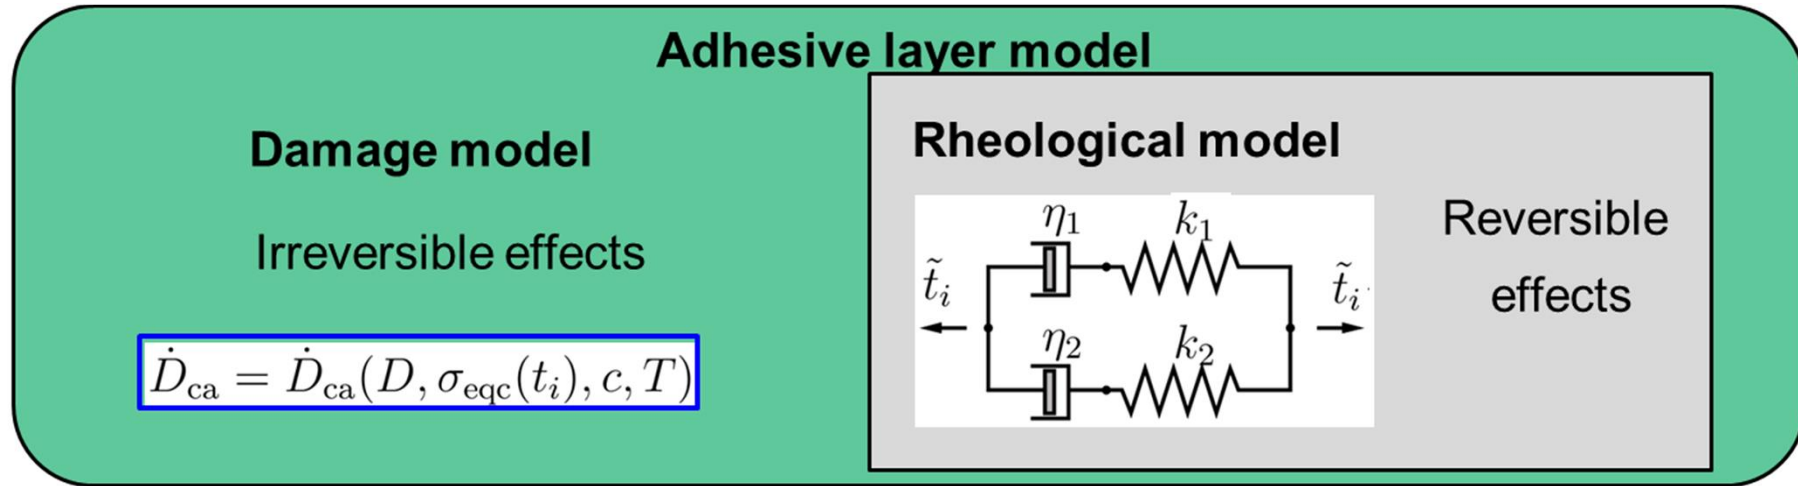 Adhesive layer model
Damage model
Irreversible effects
Ḋca = Ḋca(D, σeqc(ti), c, T)
Rheological model
η1 k1
t̃i t̃i
η2 k2
Reversible
effects